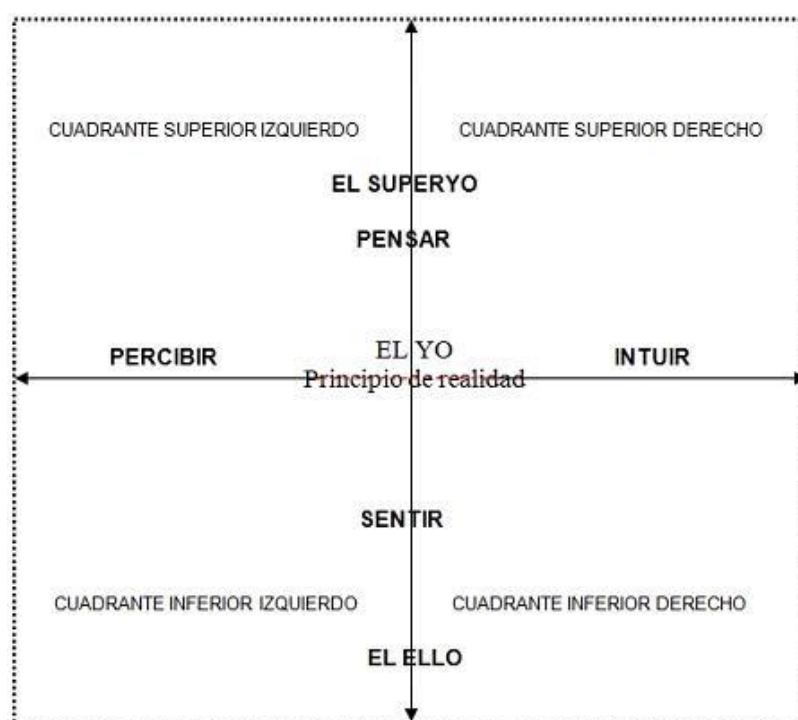 CUADRANTE SUPERIOR IZQUIERDO
CUADRANTE SUPERIOR DERECHO
EL SUPERYO
PENSAR
PERCIBIR
EL YO
INTUIR
Principio de realidad
SENTIR
CUADRANTE INFERIOR IZQUIERDO
CUADRANTE INFERIOR DERECHO
EL ELLO